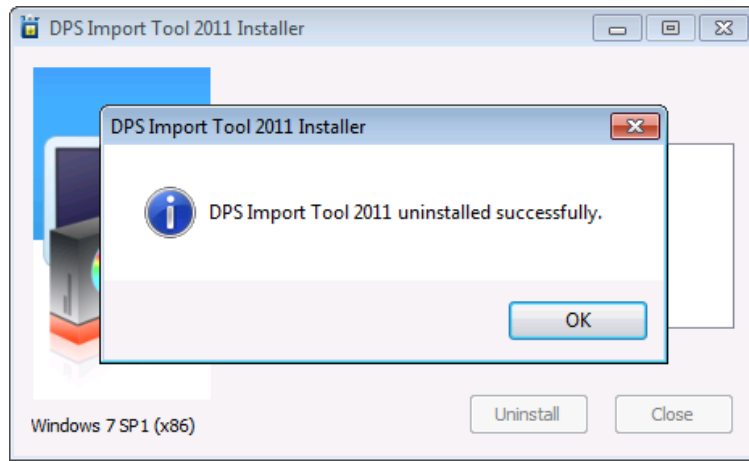 DPS Import Tool 2011 Installer
DPS Import Tool 2011 Installer
DPS Import Tool 2011 uninstalled successfully.
OK
Uninstall
Close
Windows 7 SP1 (x86)